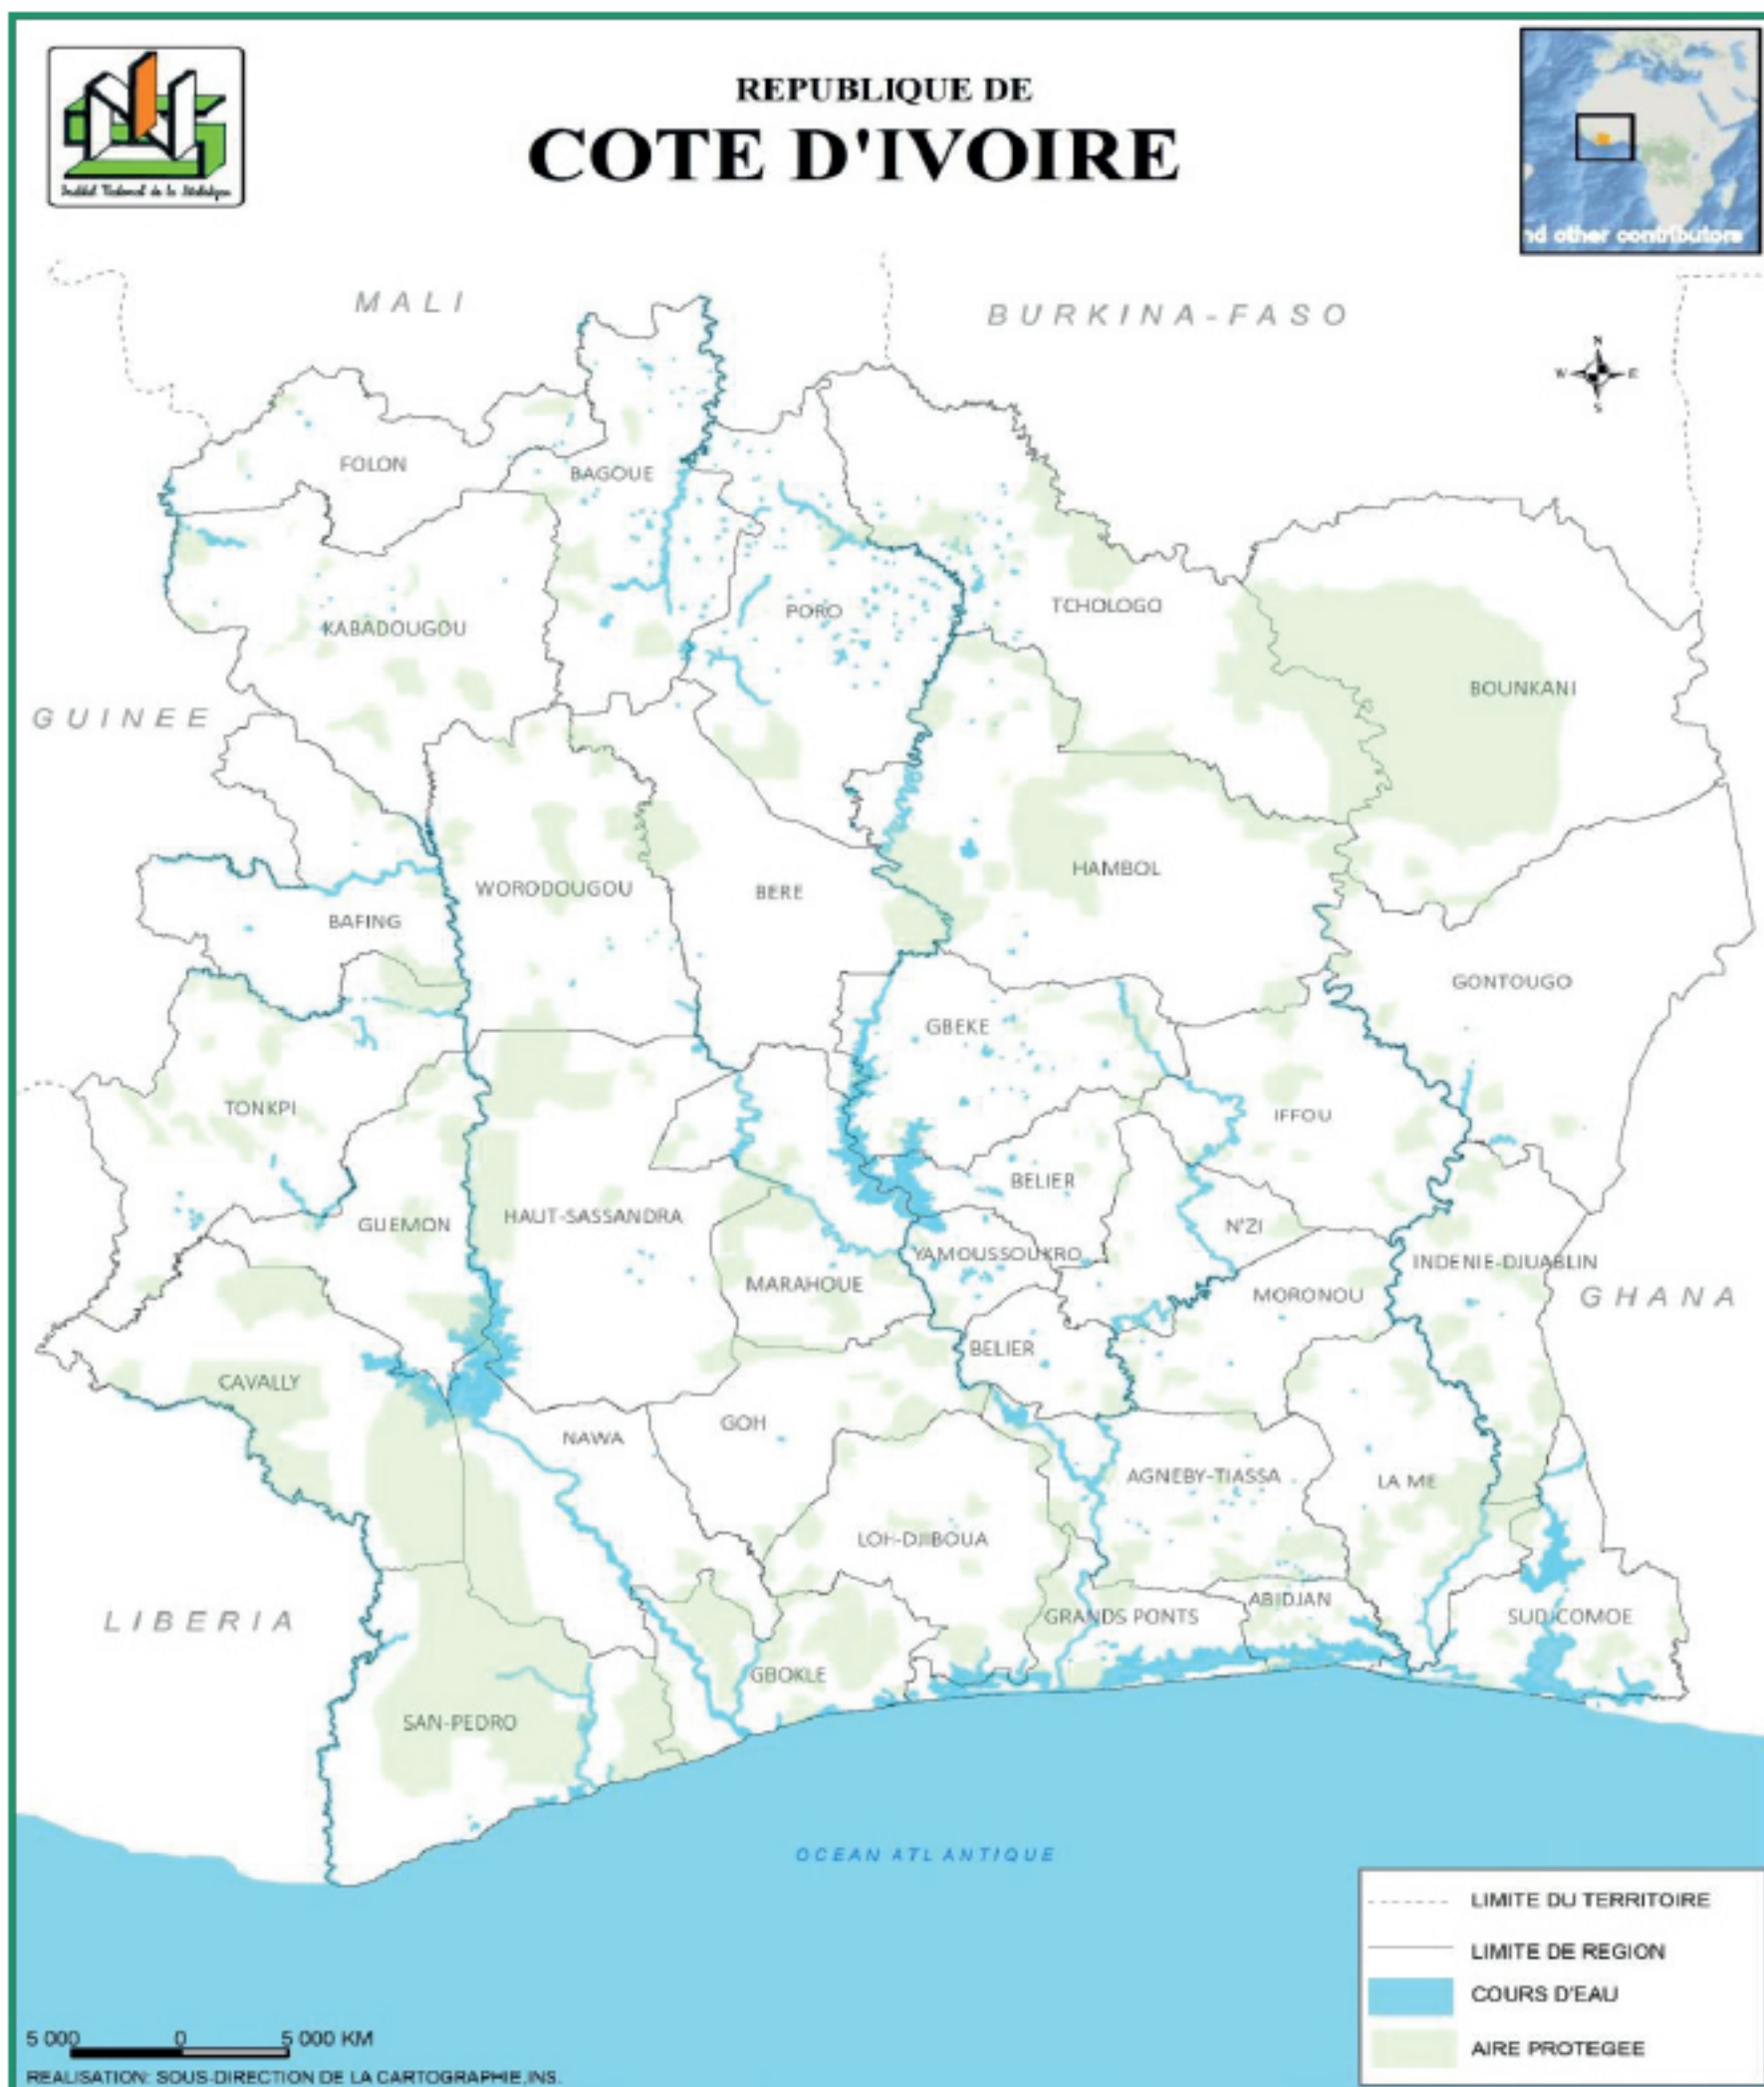 REPUBLIQUE DE
COTE D'IVOIRE
nd other contributors
MALI
BURKINA-FASO
N
W
E
S
FOLON
BAGOUE
PORO
TCHOLOGO
KABADOUGOU
BOUNKANI
GUINEE
HAMBOL
WORODOUGOU
BERE
BAFING
GONTOUGO
GBEKE
TONKPI
IFFOU
BELIER
GUEMON
HAUT-SASSANDRA
N'ZI
YAMOUSSOUKRO
INDENIE-DJUABLIN
MARAHOUE
MORONOU
GHANA
BELIER
CAVALLY
GOH
NAWA
AGNEBY-TIASSA
LA ME
LOH-DJIBOUA
LIBERIA
GRANDS PONTS
ABIDJAN
SUD-COMOE
GBOKLE
SAN-PEDRO
OCEAN ATLANTIQUE
LIMITE DU TERRITOIRE
LIMITE DE REGION
COURS D'EAU
AIRE PROTEGEE
5 000 0 5 000 KM
REALISATION: SOUS-DIRECTION DE LA CARTOGRAPHIE,INS.